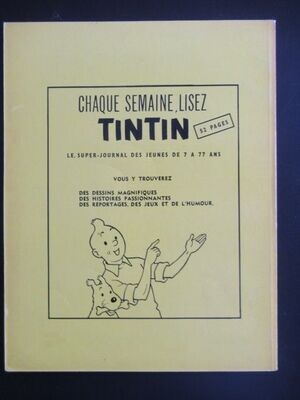 CHAQUE SEMAINE, LISEZ
TINTIN
52 PAGES
LE SUPER-JOURNAL DES JEUNES DE 7 A 77 ANS
VOUS Y TROUVEREZ
DES DESSINS MAGNIFIQUES
DES HISTOIRES PASSIONNANTES
DES REPORTAGES, DES JEUX ET DE L'HUMOUR.